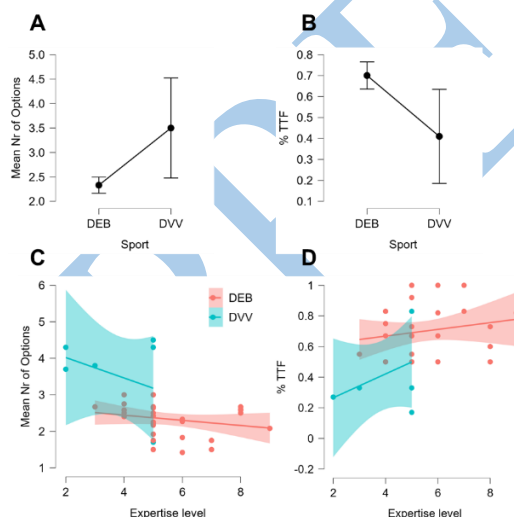 A
5.0
4.5
4.0
3.5
3.0
2.5
2.0
Mean Nr of Options
DEB
DVV
Sport
B
0.8
0.7
0.6
0.5
0.4
0.3
0.2
0.1
% TTF
DEB
DVV
Sport
C
6
5
4
3
2
1
Mean Nr of Options
DEB
DVV
2
4
6
8
Expertise level
D
1
0.8
0.6
0.4
0.2
0
-0.2
% TTF
2
4
6
8
Expertise level